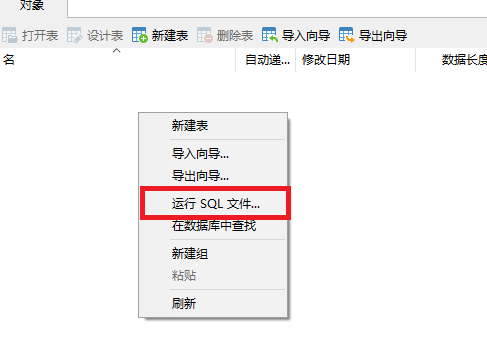 对象
打开表 设计表 新建表 删除表 导入向导 导出向导
名 自动递... 修改日期 数据长度
新建表
导入向导...
导出向导...
运行 SQL 文件...
在数据库中查找
新建组
粘贴
刷新